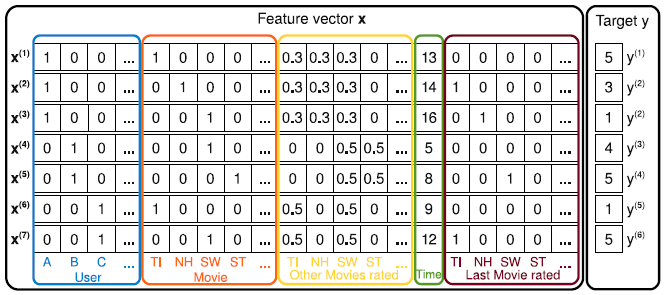 Feature vector x Target y
x(1) 1 0 0 ... 1 0 0 0 ... 0.3 0.3 0.3 0 ... 13 0 0 0 0 ... 5 y(1)
x(2) 1 0 0 ... 0 1 0 0 ... 0.3 0.3 0.3 0 ... 14 1 0 0 0 ... 3 y(2)
x(3) 1 0 0 ... 0 0 1 0 ... 0.3 0.3 0.3 0 ... 16 0 1 0 0 ... 1 y(2)
x(4) 0 1 0 ... 0 0 1 0 ... 0 0 0.5 0.5 ... 5 0 0 0 0 ... 4 y(3)
x(5) 0 1 0 ... 0 0 0 1 ... 0 0 0.5 0.5 ... 8 0 0 1 0 ... 5 y(4)
x(6) 0 0 1 ... 1 0 0 0 ... 0.5 0 0.5 0 ... 9 0 0 0 0 ... 1 y(5)
x(7) 0 0 1 ... 0 0 1 0 ... 0.5 0 0.5 0 ... 12 1 0 0 0 ... 5 y(6)
A B C ... TI NH SW ST ... TI NH SW ST ... TI NH SW ST ...
User Movie Other Movies rated Time Last Movie rated